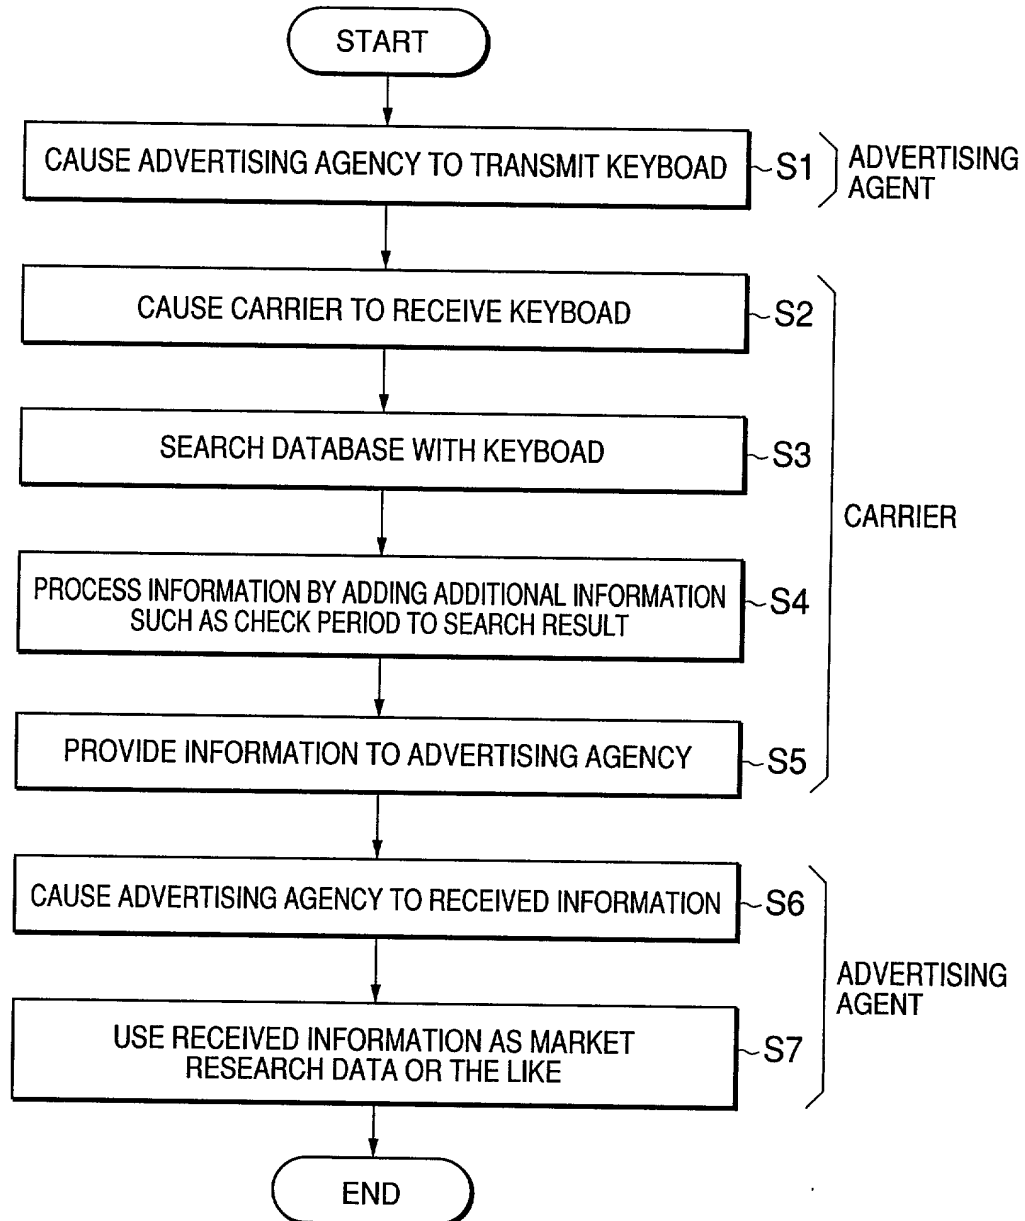 START
CAUSE ADVERTISING AGENCY TO TRANSMIT KEYBOAD
S1
ADVERTISING
AGENT
CAUSE CARRIER TO RECEIVE KEYBOAD
S2
SEARCH DATABASE WITH KEYBOAD
S3
CARRIER
PROCESS INFORMATION BY ADDING ADDITIONAL INFORMATION
SUCH AS CHECK PERIOD TO SEARCH RESULT
S4
PROVIDE INFORMATION TO ADVERTISING AGENCY
S5
CAUSE ADVERTISING AGENCY TO RECEIVED INFORMATION
S6
ADVERTISING
AGENT
USE RECEIVED INFORMATION AS MARKET
RESEARCH DATA OR THE LIKE
S7
END